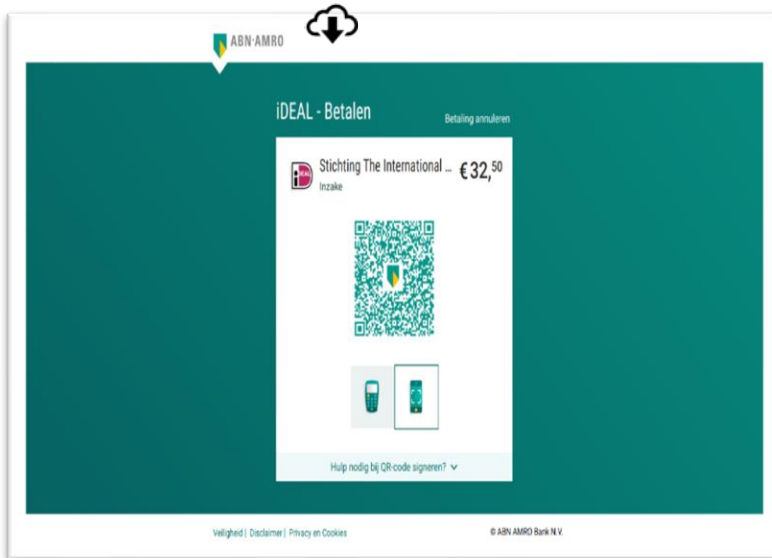 ABN·AMRO
iDEAL - Betalen
Betaling annuleren
iDEAL
Stichting The International ...
€32,50
Inzake
Hulp nodig bij QR-code signeren?
Veiligheid | Disclaimer | Privacy en Cookies
© ABN AMRO Bank N.V.